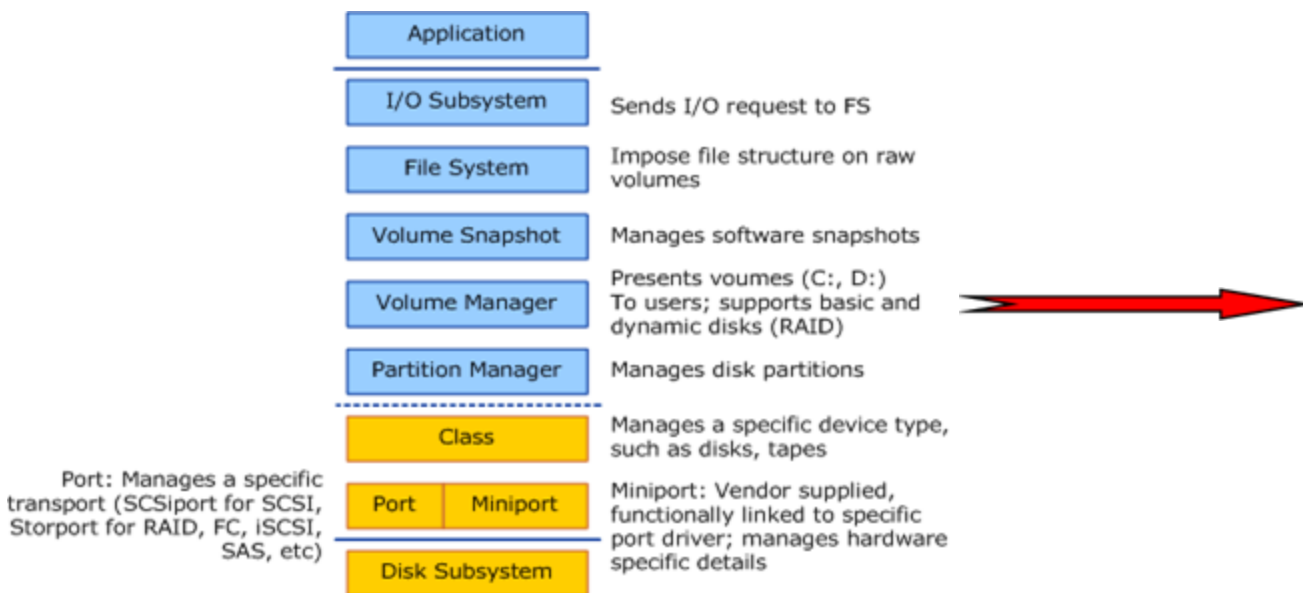 Application
I/O Subsystem
Sends I/O request to FS
File System
Impose file structure on raw
volumes
Volume Snapshot
Manages software snapshots
Volume Manager
Presents voumes (C:, D:)
To users; supports basic and
dynamic disks (RAID)
Partition Manager
Manages disk partitions
Class
Manages a specific device type,
such as disks, tapes
Port: Manages a specific
transport (SCSiport for SCSI,
Storport for RAID, FC, iSCSI,
SAS, etc)
Port
Miniport
Miniport: Vendor supplied,
functionally linked to specific
port driver; manages hardware
specific details
Disk Subsystem